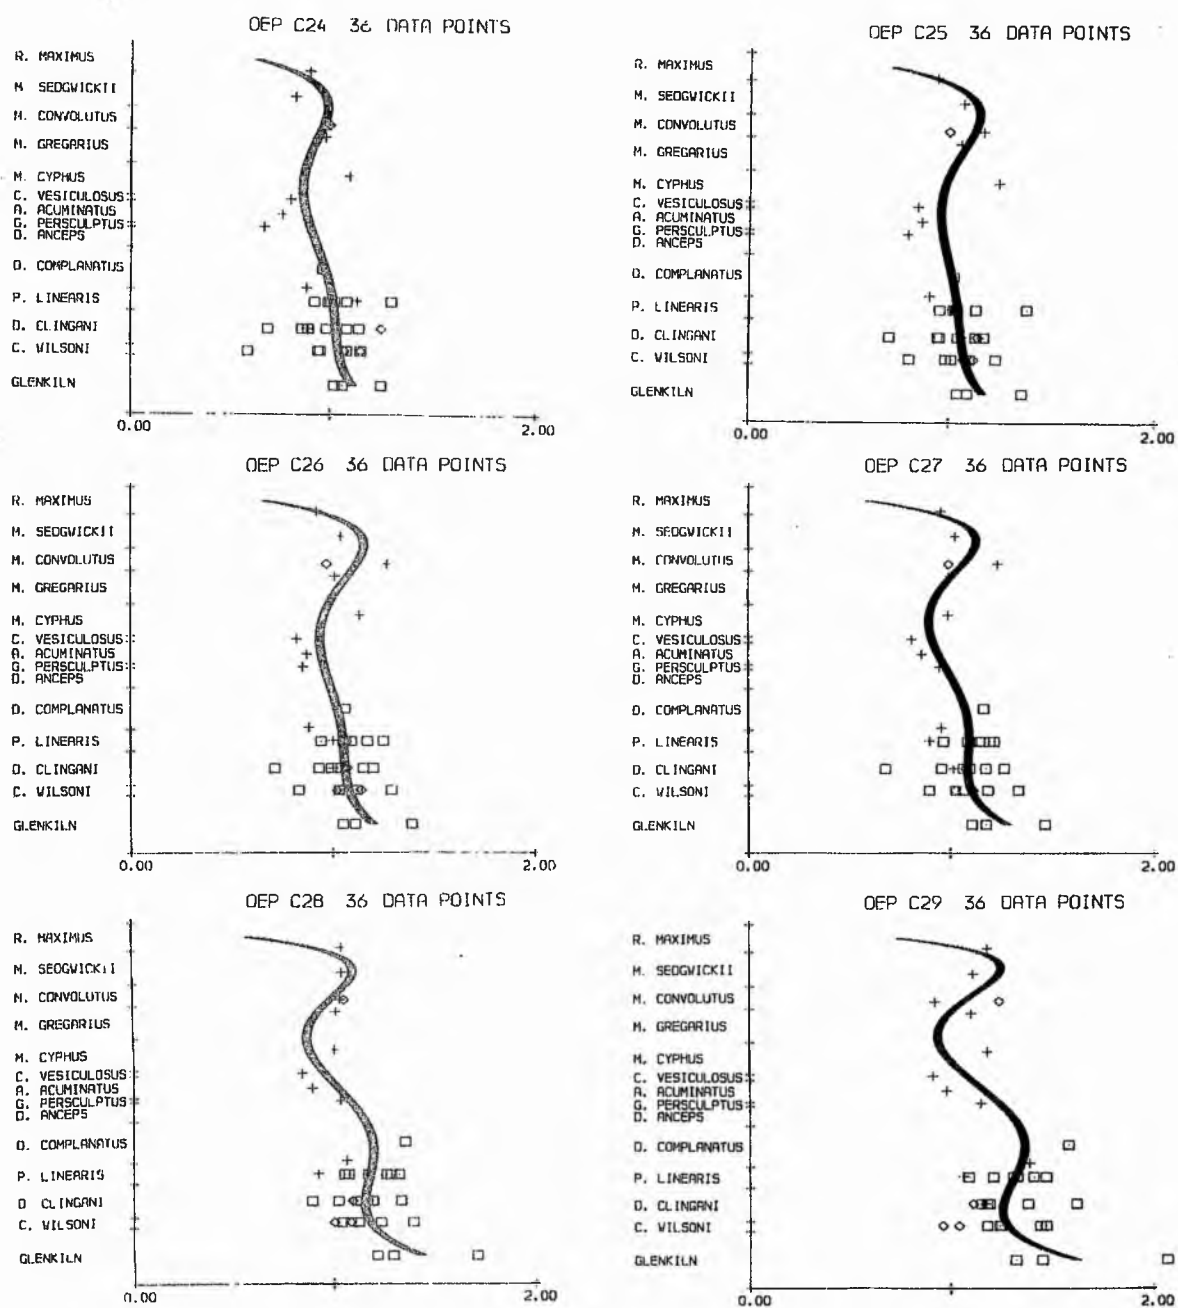 OEP C24 36 DATA POINTS
R. MAXIMUS
M SEDGWICKII
M. CONVOLUTUS
M. GREGARIUS
M. CYPHUS
C. VESICULOSUS
A. ACUMINATUS
G. PERSCULPTUS
D. ANCEPS
D. COMPLANATUS
P. LINEARIS
D. CLINGANI
C. WILSONI
GLENKILN
0.00 2.00
OEP C25 36 DATA POINTS
R. MAXIMUS
M. SEDGWICKII
M. CONVOLUTUS
M. GREGARIUS
M. CYPHUS
C. VESICULOSUS
A. ACUMINATUS
G. PERSCULPTUS
D. ANCEPS
D. COMPLANATUS
P. LINEARIS
D. CLINGANI
C. WILSONI
GLENKILN
0.00 2.00
OEP C26 36 DATA POINTS
R. MAXIMUS
M. SEDGWICKII
M. CONVOLUTUS
M. GREGARIUS
M. CYPHUS
C. VESICULOSUS
A. ACUMINATUS
G. PERSCULPTUS
D. ANCEPS
D. COMPLANATUS
P. LINEARIS
D. CLINGANI
C. WILSONI
GLENKILN
0.00 2.00
OEP C27 36 DATA POINTS
R. MAXIMUS
M. SEDGWICKII
M. CONVOLUTUS
M. GREGARIUS
M. CYPHUS
C. VESICULOSUS
A. ACUMINATUS
G. PERSCULPTUS
D. ANCEPS
D. COMPLANATUS
P. LINEARIS
D. CLINGANI
C. WILSONI
GLENKILN
0.00 2.00
OEP C28 36 DATA POINTS
R. MAXIMUS
M. SEDGWICKII
M. CONVOLUTUS
M. GREGARIUS
M. CYPHUS
C. VESICULOSUS
A. ACUMINATUS
G. PERSCULPTUS
D. ANCEPS
D. COMPLANATUS
P. LINEARIS
D CLINGANI
C. WILSONI
GLENKILN
0.00 2.00
OEP C29 36 DATA POINTS
R. MAXIMUS
M. SEDGWICKII
M. CONVOLUTUS
M. GREGARIUS
M. CYPHUS
C. VESICULOSUS
A. ACUMINATUS
G. PERSCULPTUS
D. ANCEPS
D. COMPLANATUS
P. LINEARIS
D. CLINGANI
C. WILSONI
GLENKILN
0.00 2.00